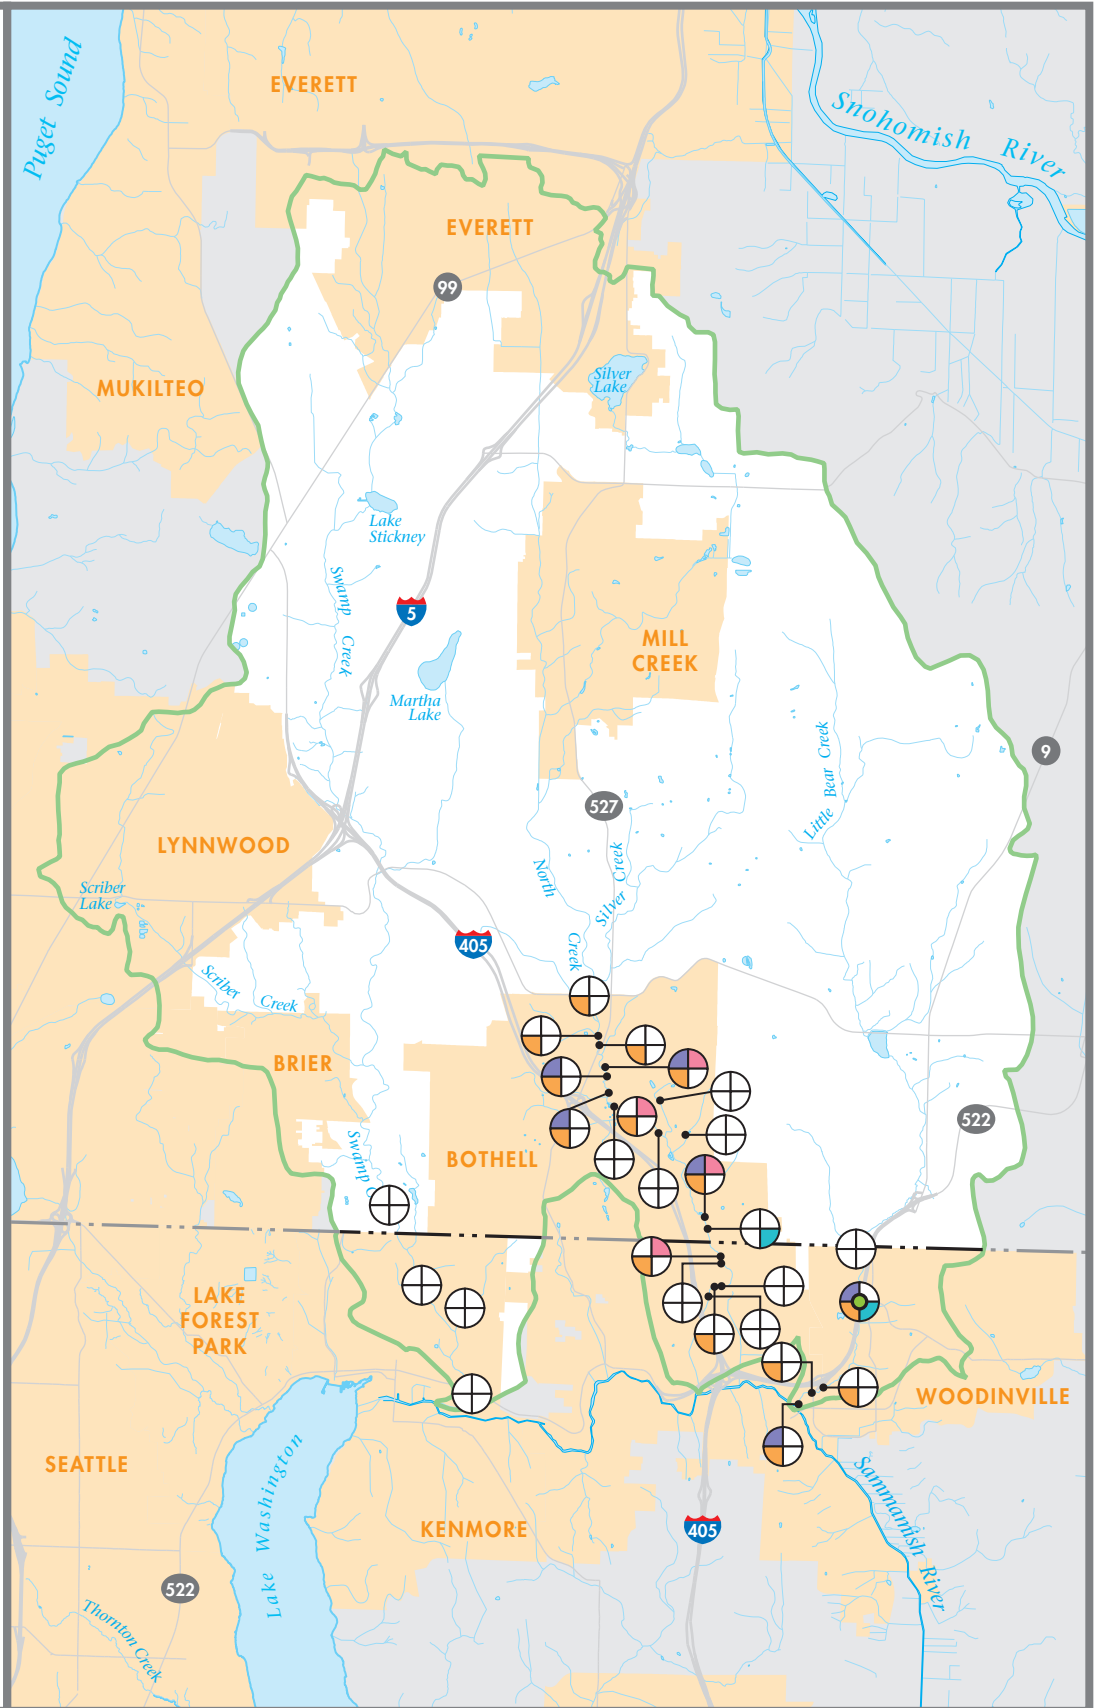 EVERETT
Puget Sound
Snohomish River
EVERETT
99
Silver
Lake
MUKILTEO
Lake
Stickney
Swamp Creek
5
MILL
CREEK
Martha
Lake
9
Little Bear Creek
527
LYNNWOOD
North Creek
Silver Creek
Scriber
Lake
405
Scriber Creek
BRIER
522
Swamp C
BOTHELL
LAKE
FOREST
PARK
WOODINVILLE
SEATTLE
Lake Washington
KENMORE
405
Sammamish River
522
Thornton Creek